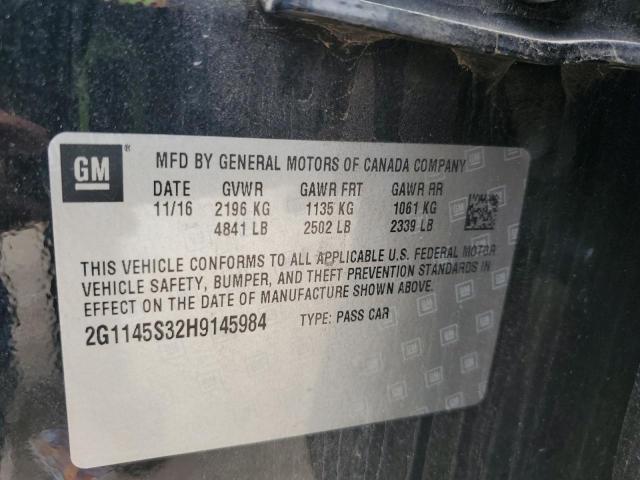 GM ® MFD BY GENERAL MOTORS OF CANADA COMPANY
DATE GVWR GAWR FRT GAWR RR
11/16 2196 KG 1135 KG 1061 KG
4841 LB 2502 LB 2339 LB
THIS VEHICLE CONFORMS TO ALL APPLICABLE U.S. FEDERAL MOTOR
VEHICLE SAFETY, BUMPER, AND THEFT PREVENTION STANDARDS IN
EFFECT ON THE DATE OF MANUFACTURE SHOWN ABOVE.
2G1145S32H9145984 TYPE: PASS CAR